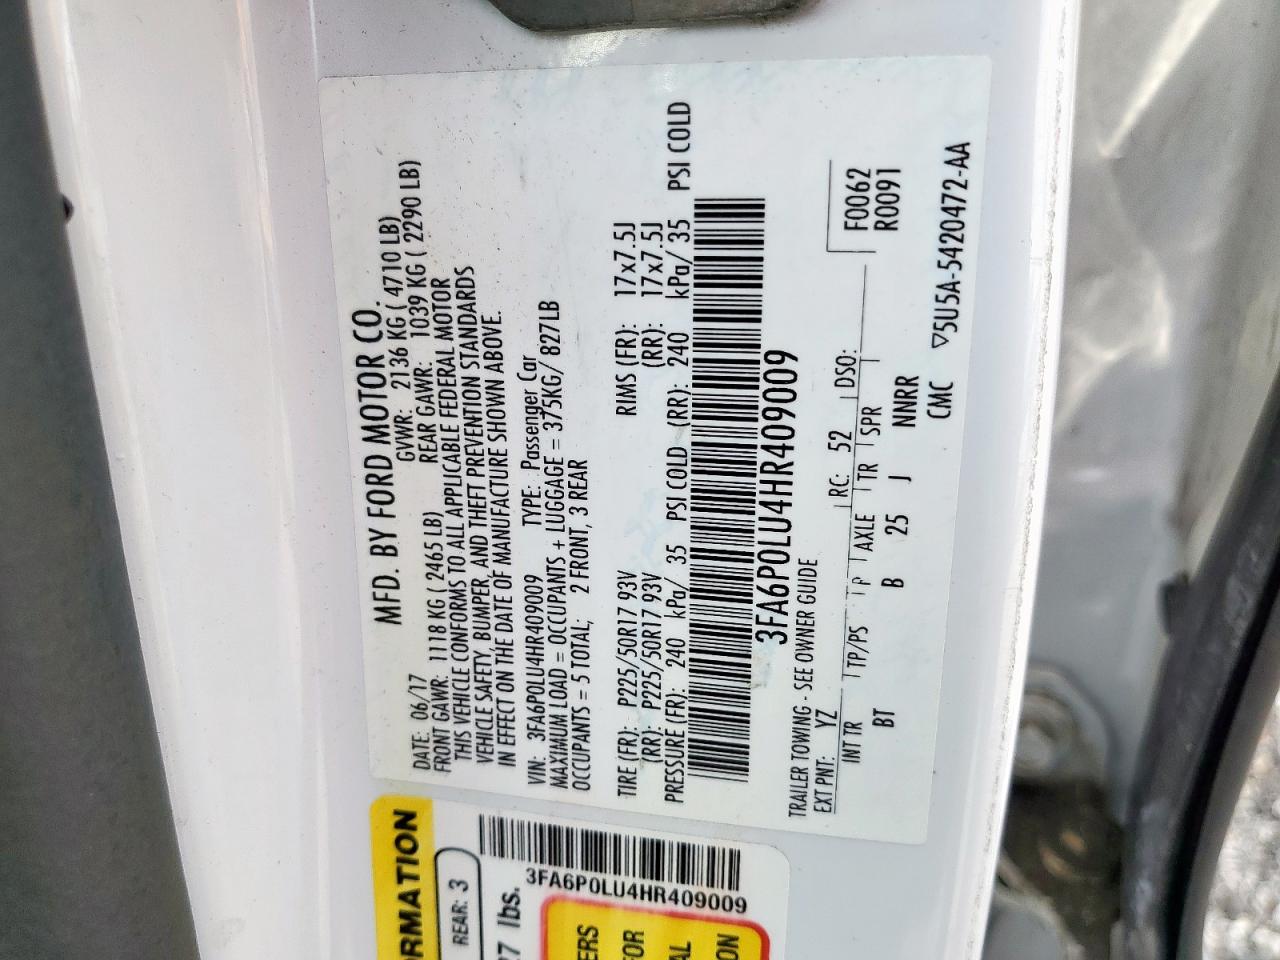 MFD. BY FORD MOTOR CO.
DATE: 06/17 GVWR: 2136 KG ( 4710 LB)
FRONT GAWR: 1118 KG ( 2465 LB) REAR GAWR: 1039 KG ( 2290 LB)
THIS VEHICLE CONFORMS TO ALL APPLICABLE FEDERAL MOTOR
VEHICLE SAFETY, BUMPER, AND THEFT PREVENTION STANDARDS
IN EFFECT ON THE DATE OF MANUFACTURE SHOWN ABOVE.
VIN: 3FA6P0LU4HR409009 TYPE: Passenger Car
MAXIMUM LOAD = OCCUPANTS + LUGGAGE = 375KG/ 827LB
OCCUPANTS = 5 TOTAL; 2 FRONT, 3 REAR
TIRE (FR): P225/50R17 93V RIMS (FR): 17x7.5J
(RR): P225/50R17 93V (RR): 17x7.5J
PRESSURE (FR): 240 kPa/ 35 PSI COLD (RR): 240 kPa/ 35 PSI COLD
3FA6P0LU4HR409009
TRAILER TOWING - SEE OWNER GUIDE
EXT PNT: YZ RC: 52 DSO:
F0062
R0091
INT TR TP/PS AXLE TR SPR
BT B 25 J NNRR
CMC ▽5U5A-5420472-AA
ORMATION
REAR: 3
27 lbs.
3FA6P0LU4HR409009
ERS
FOR
AL
ON